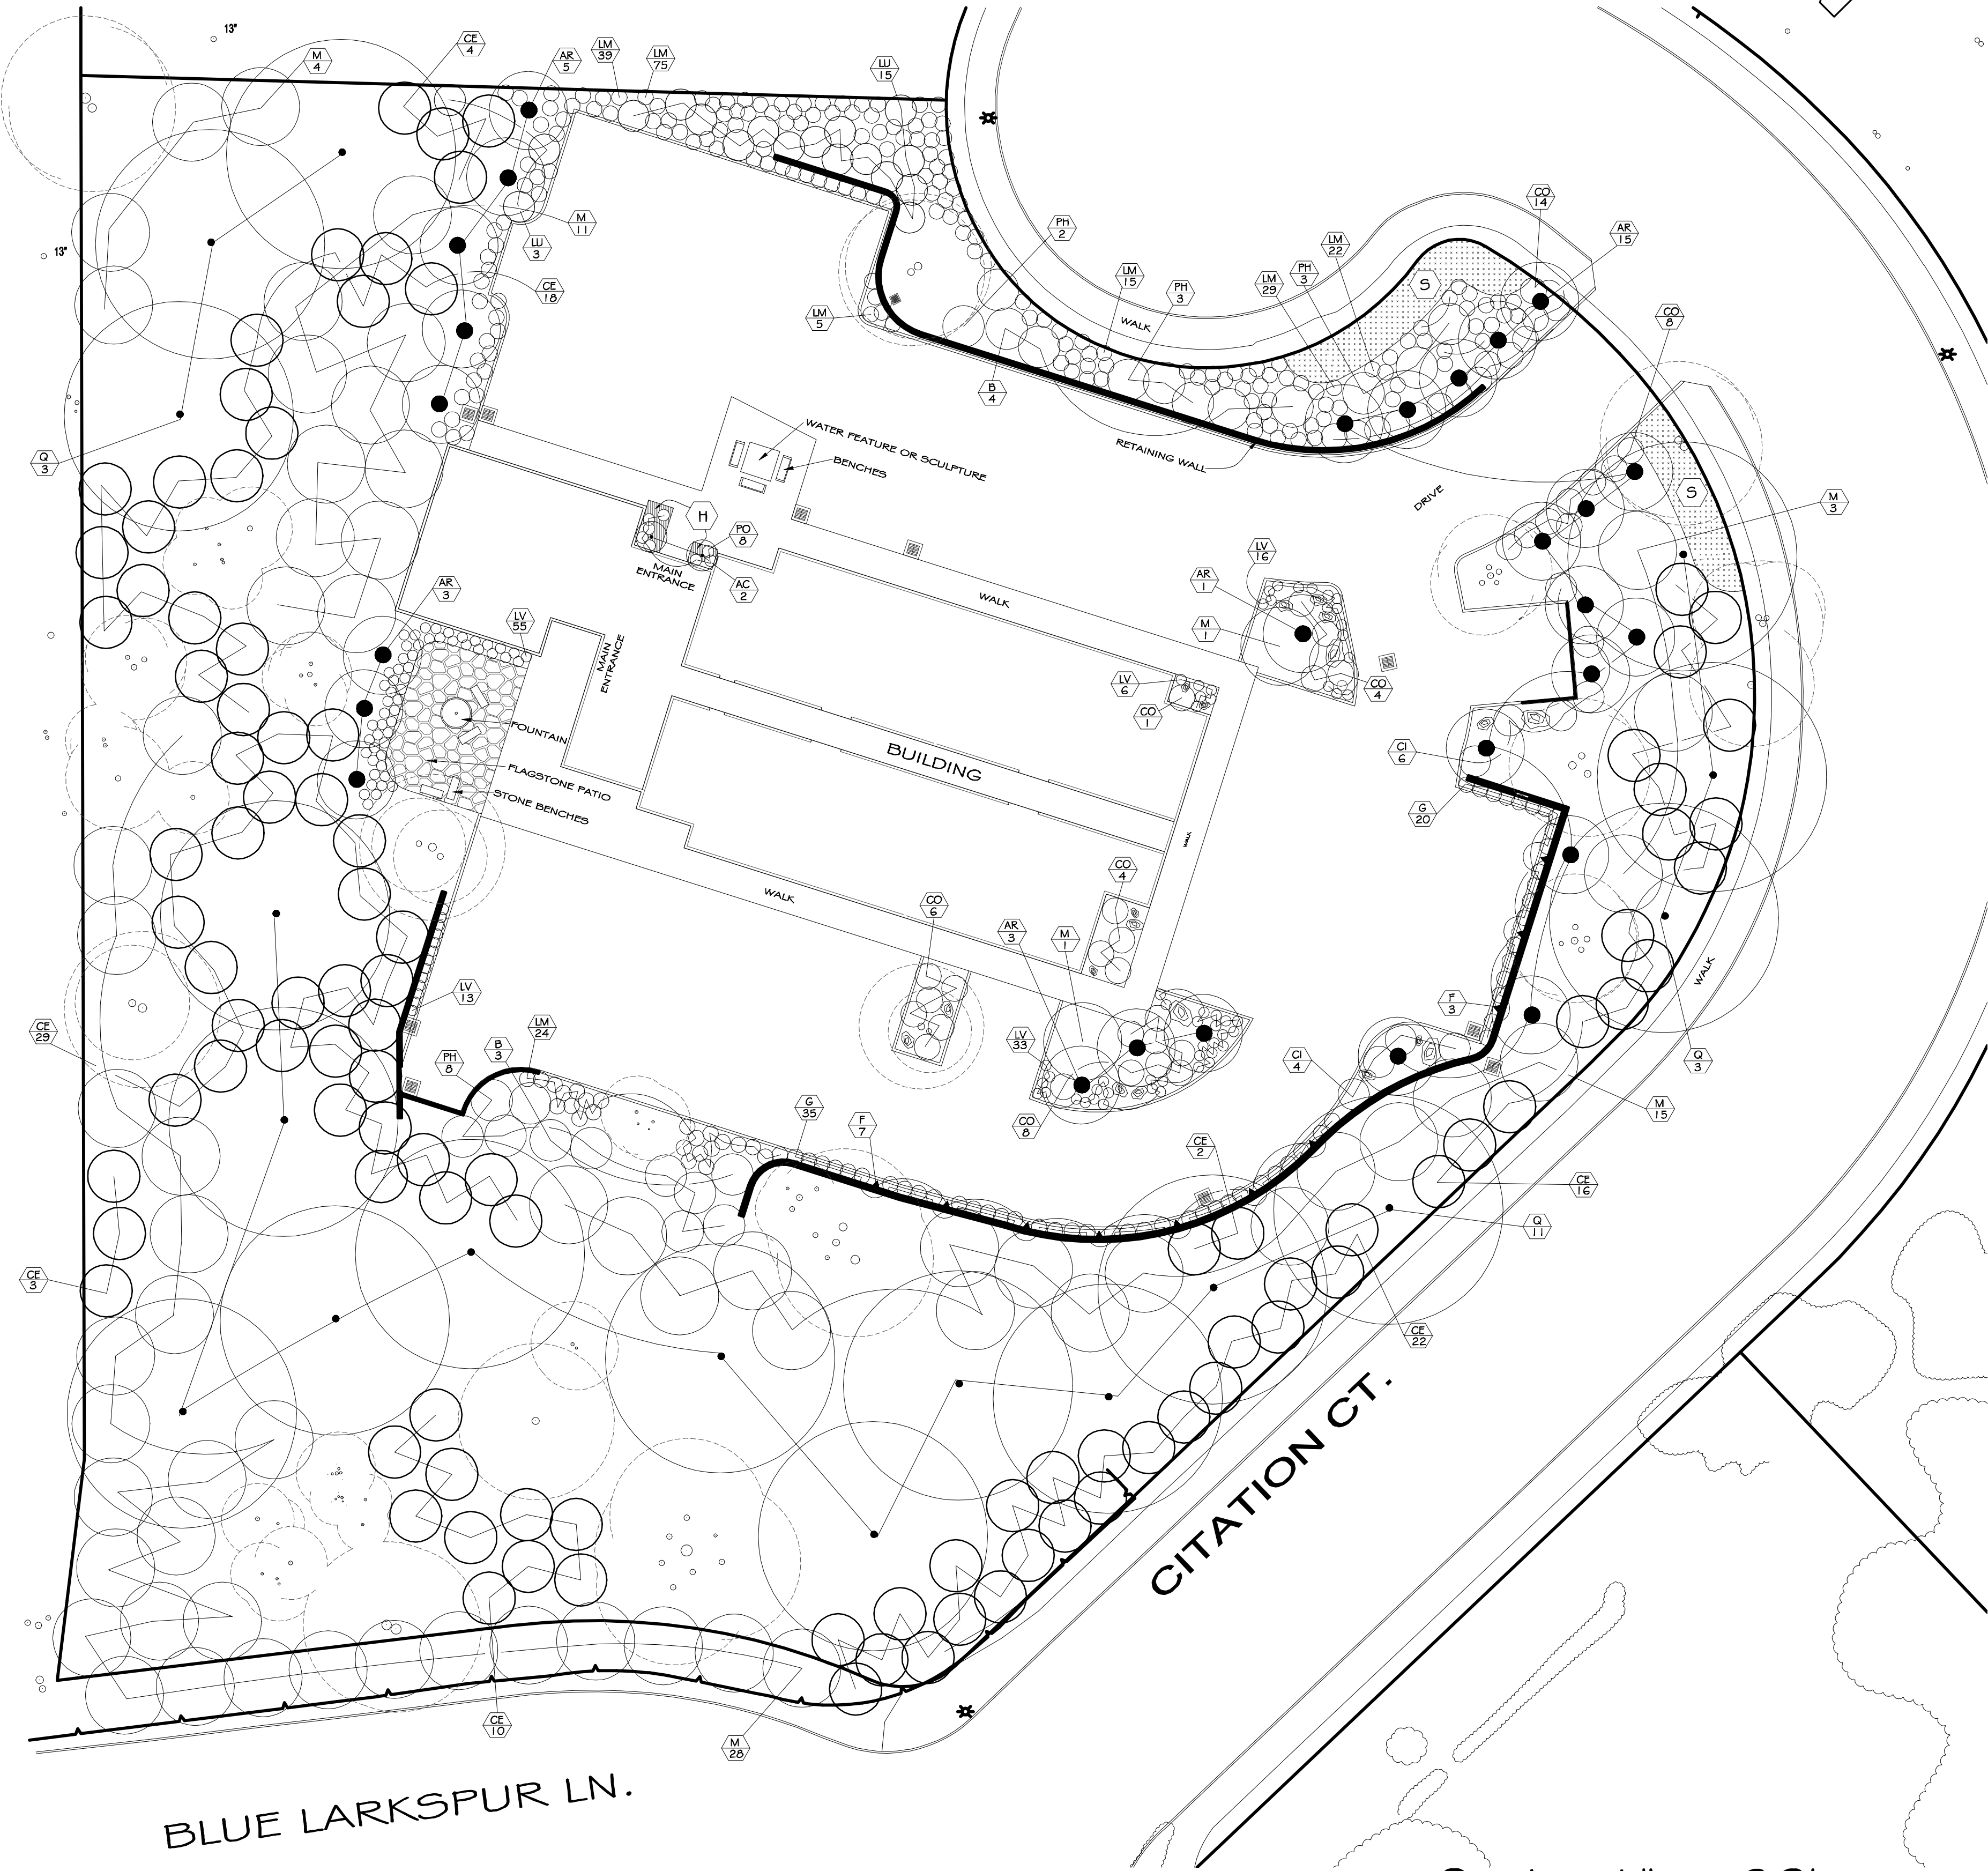 13"
CE
4
M
4
AR
5
LM
39
LM
75
LU
15
13"
M
11
LU
3
CE
18
LM
5
PH
2
LM
15
PH
3
WALK
LM
29
PH
3
LM
22
S
CO
14
AR
15
CO
8
B
4
RETAINING WALL
Q
3
WATER FEATURE OR SCULPTURE
BENCHES
DRIVE
S
M
3
H
PO
8
MAIN
ENTRANCE
AC
2
AR
3
LV
55
MAIN
ENTRANCE
WALK
LV
16
AR
1
M
1
CO
4
LV
6
CO
1
FOUNTAIN
FLAGSTONE PATIO
STONE BENCHES
BUILDING
CI
6
G
20
WALK
WALK
CO
4
CO
6
AR
3
M
1
WALK
LV
13
F
3
CE
29
LM
24
B
3
PH
8
LV
33
CI
4
Q
3
G
35
F
7
CO
8
CE
2
M
15
CE
16
Q
11
CE
3
CE
22
CITATION CT.
CE
10
M
28
BLUE LARKSPUR LN.